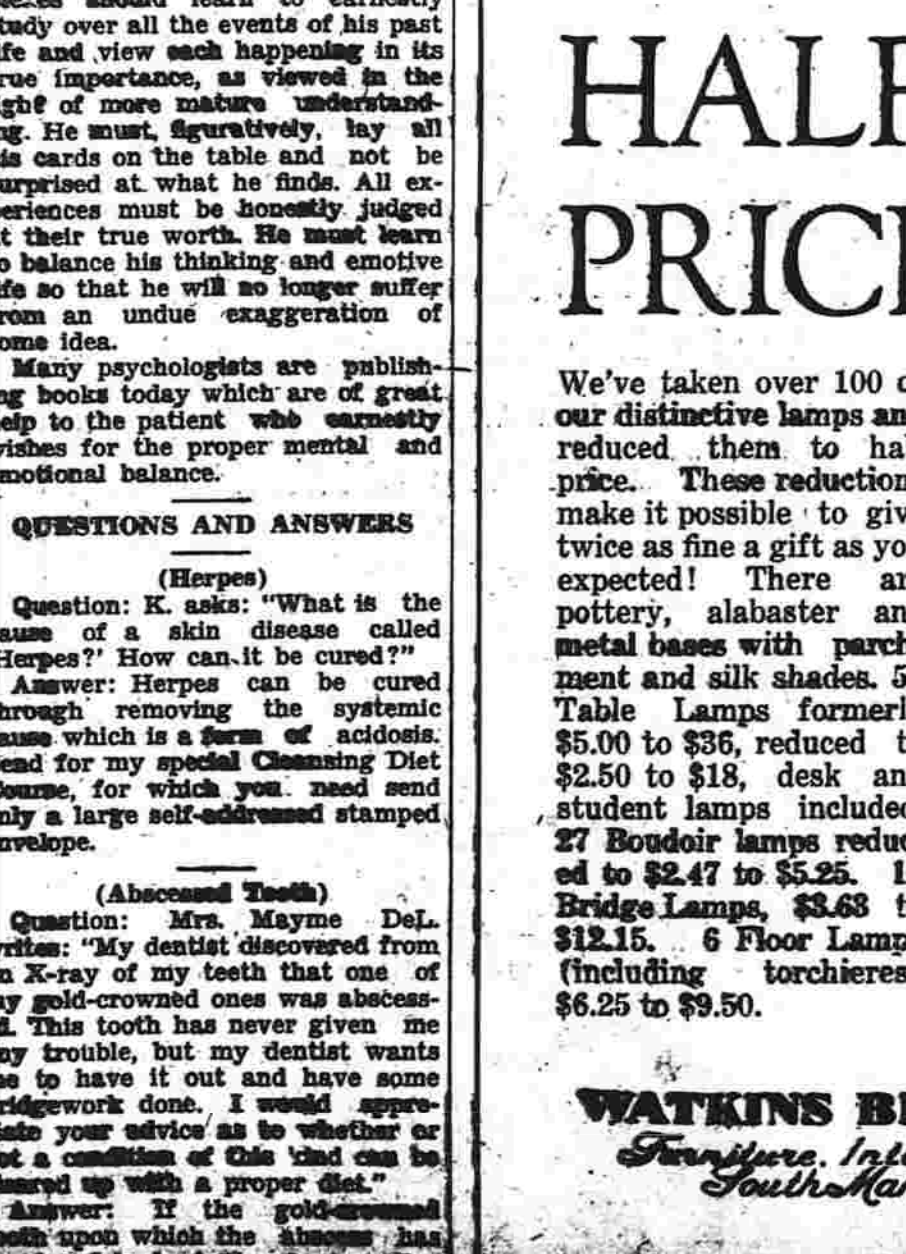 study over all the events of his past
life and view each happening in its
true importance, as viewed in the
light of more mature understand-
ing. He must, figuratively, lay all
his cards on the table and not be
surprised at what he finds. All ex-
periences must be honestly judged
at their true worth. He must learn
to balance his thinking and emotive
life so that he will no longer suffer
from an undue exaggeration of
some idea.
Many psychologists are publish-
ing books today which are of great
help to the patient who earnestly
wishes for the proper mental and
emotional balance.
QUESTIONS AND ANSWERS
(Herpes)
Question: K. asks: "What is the
cause of a skin disease called
'Herpes?' How can it be cured?"
Answer: Herpes can be cured
through removing the systemic
cause which is a form of acidosis.
Send for my special Cleansing Diet
Course, for which you need send
only a large self-addressed stamped
envelope.
(Abscessed Tooth)
Question: Mrs. Mayme DeL.
writes: "My dentist discovered from
an X-ray of my teeth that one of
my gold-crowned ones was abscess-
ed. This tooth has never given me
any trouble, but my dentist wants
me to have it out and have some
bridgework done. I would appre-
ciate your advice as to whether or
not a condition of this kind can be
cleared up with a proper diet."
Answer: If the gold-crowned
tooth upon which the abscess has
HALF
PRICE
We've taken over 100 o
our distinctive lamps an
reduced them to hal
price. These reduction
make it possible to giv
twice as fine a gift as yo
expected! There ar
pottery, alabaster an
metal bases with parch
ment and silk shades. 5
Table Lamps formerl
$5.00 to $36, reduced t
$2.50 to $18, desk an
student lamps included
27 Boudoir lamps reduc
ed to $2.47 to $5.25. 1
Bridge Lamps, $3.63 t
$12.15. 6 Floor Lamp
(including torchieres
$6.25 to $9.50.
WATKINS B
Furniture. Inte
South Ma